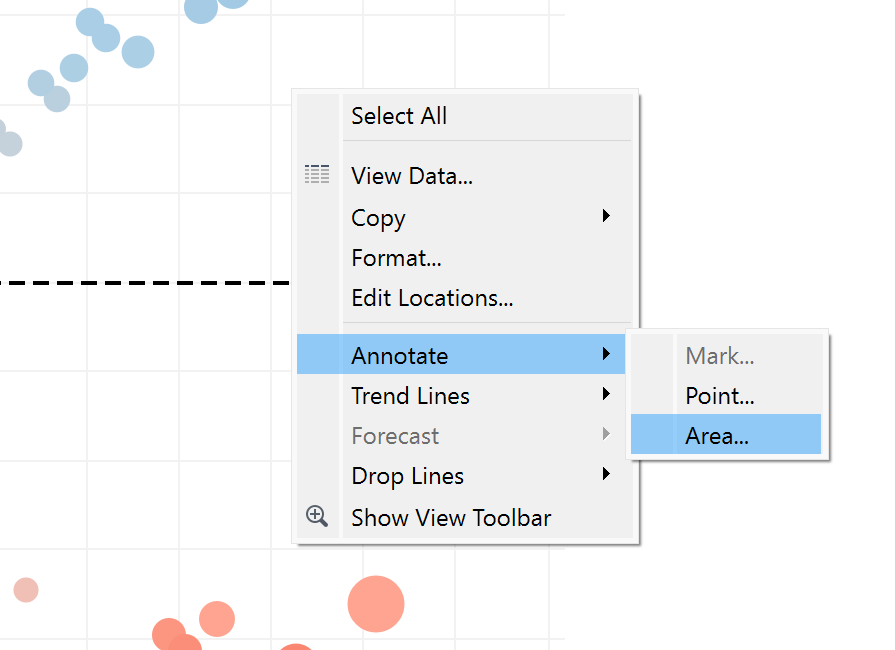 Select All
View Data...
Copy
Format...
Edit Locations...
Annotate
Trend Lines
Forecast
Drop Lines
Show View Toolbar
Mark...
Point...
Area...